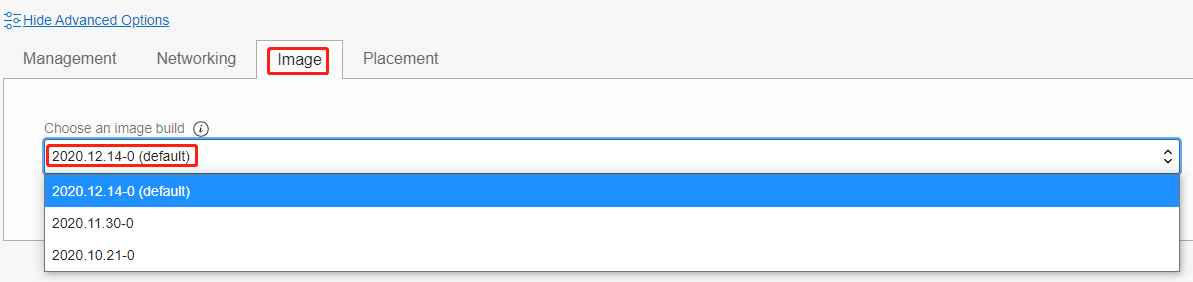 Hide Advanced Options
Management Networking Image Placement
Choose an image build
2020.12.14-0 (default)
2020.12.14-0 (default)
2020.11.30-0
2020.10.21-0